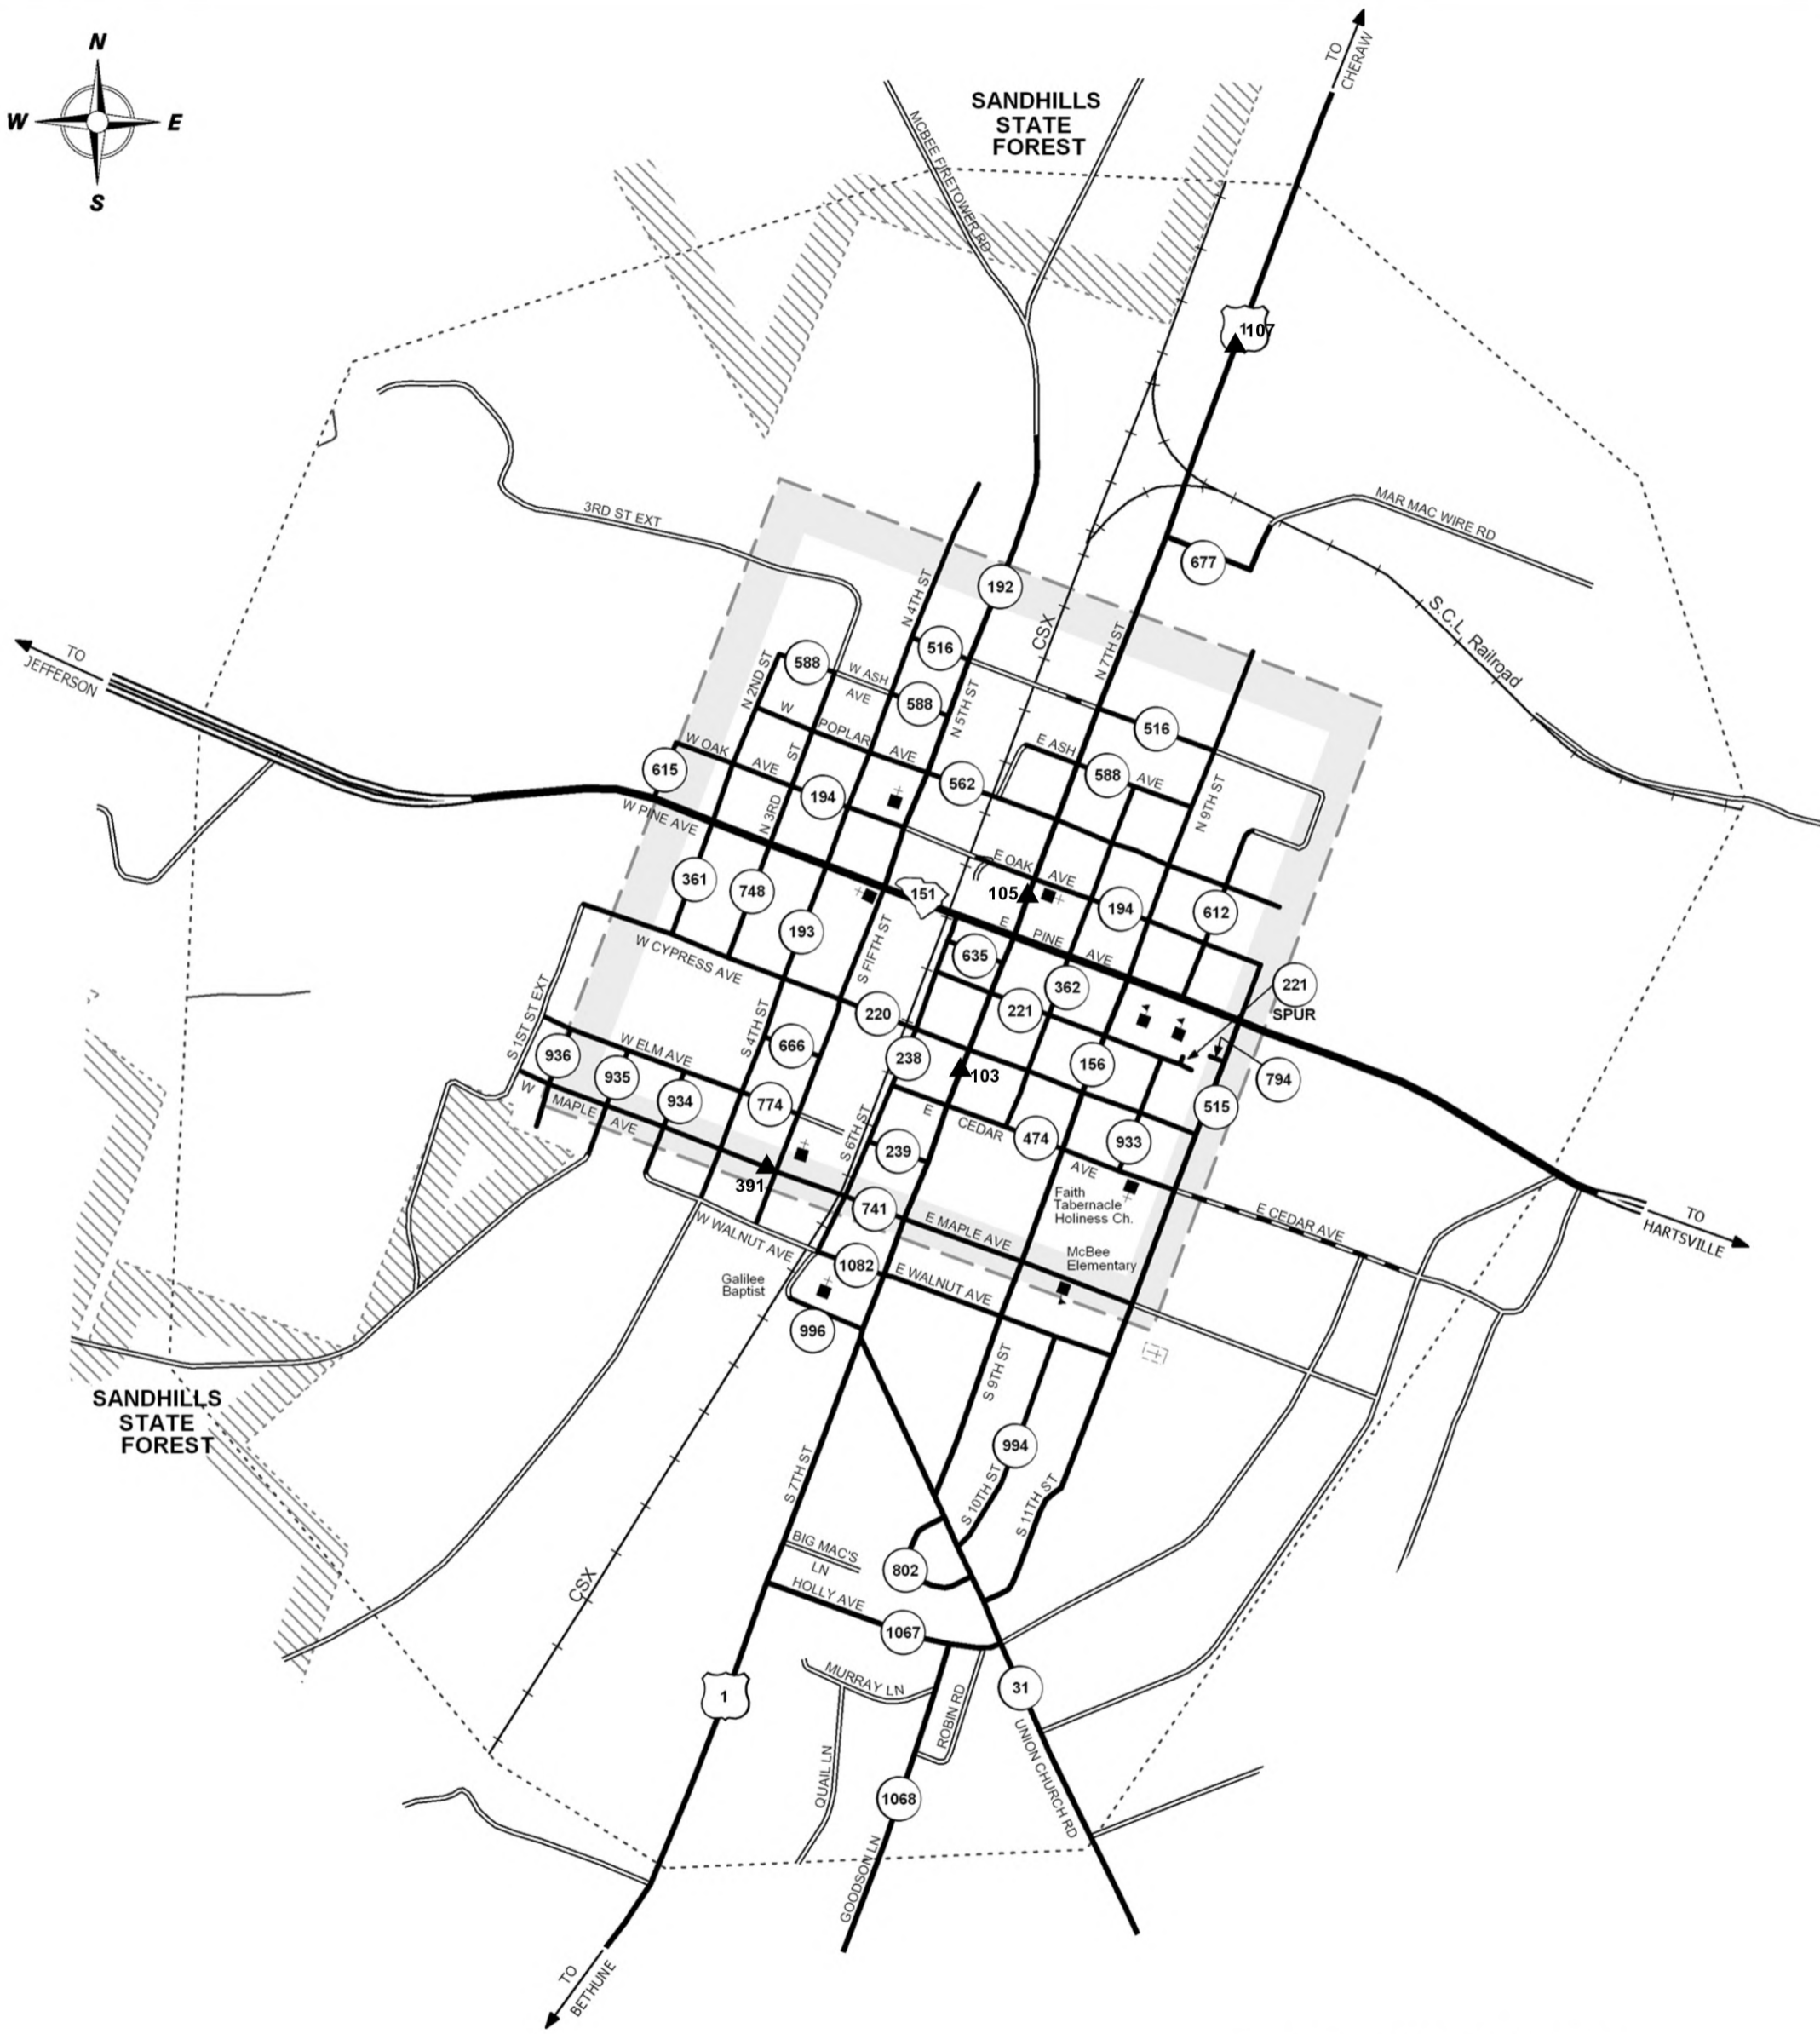 N
W
E
S
TO
CHERAW
SANDHILLS
STATE
FOREST
MCBEE FIRETOWER RD
1
107
3RD ST EXT
MAR MAC WIRE RD
677
192
N 4TH ST
CSX
N 7TH ST
S.C.L. Railroad
516
TO
JEFFERSON
588
W ASH
AVE
N 2ND ST
588
N 5TH ST
516
W
POPLAR
AVE
E ASH
AVE
588
W OAK
AVE
ST
N 3RD
615
194
562
N 9TH ST
W PINE AVE
E OAK
AVE
361
748
151
105
194
612
193
S FIFTH ST
E
PINE
AVE
W CYPRESS AVE
635
362
221
SPUR
221
220
S 1ST ST EXT
S 4TH ST
W ELM AVE
666
936
935
934
774
238
103
156
794
515
W
MAPLE
AVE
S 6TH ST
E
CEDAR
AVE
474
933
239
391
Faith
Tabernacle
Holiness Ch.
741
E MAPLE AVE
E CEDAR AVE
TO
HARTSVILLE
W WALNUT AVE
1082
E WALNUT AVE
McBee
Elementary
Galilee
Baptist
996
SANDHILLS
STATE
FOREST
S 9TH ST
994
S 7TH ST
S 10TH ST
S 11TH ST
BIG MAC'S
LN
802
CSX
HOLLY AVE
1067
MURRAY LN
1
31
ROBIN RD
UNION CHURCH RD
QUAIL LN
1068
GOODSON LN
TO
BETHUNE